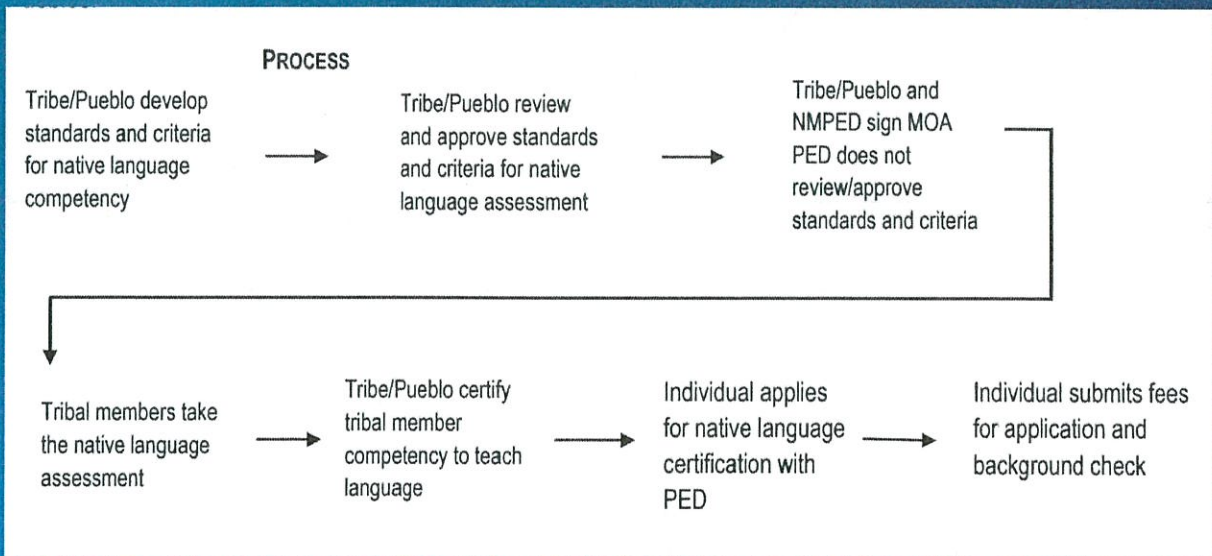 PROCESS
Tribe/Pueblo develop
standards and criteria
for native language
competency
Tribe/Pueblo review
and approve standards
and criteria for native
language assessment
Tribe/Pueblo and
NMPED sign MOA
PED does not
review/approve
standards and criteria
Tribal members take
the native language
assessment
Tribe/Pueblo certify
tribal member
competency to teach
language
Individual applies
for native language
certification with
PED
Individual submits fees
for application and
background check